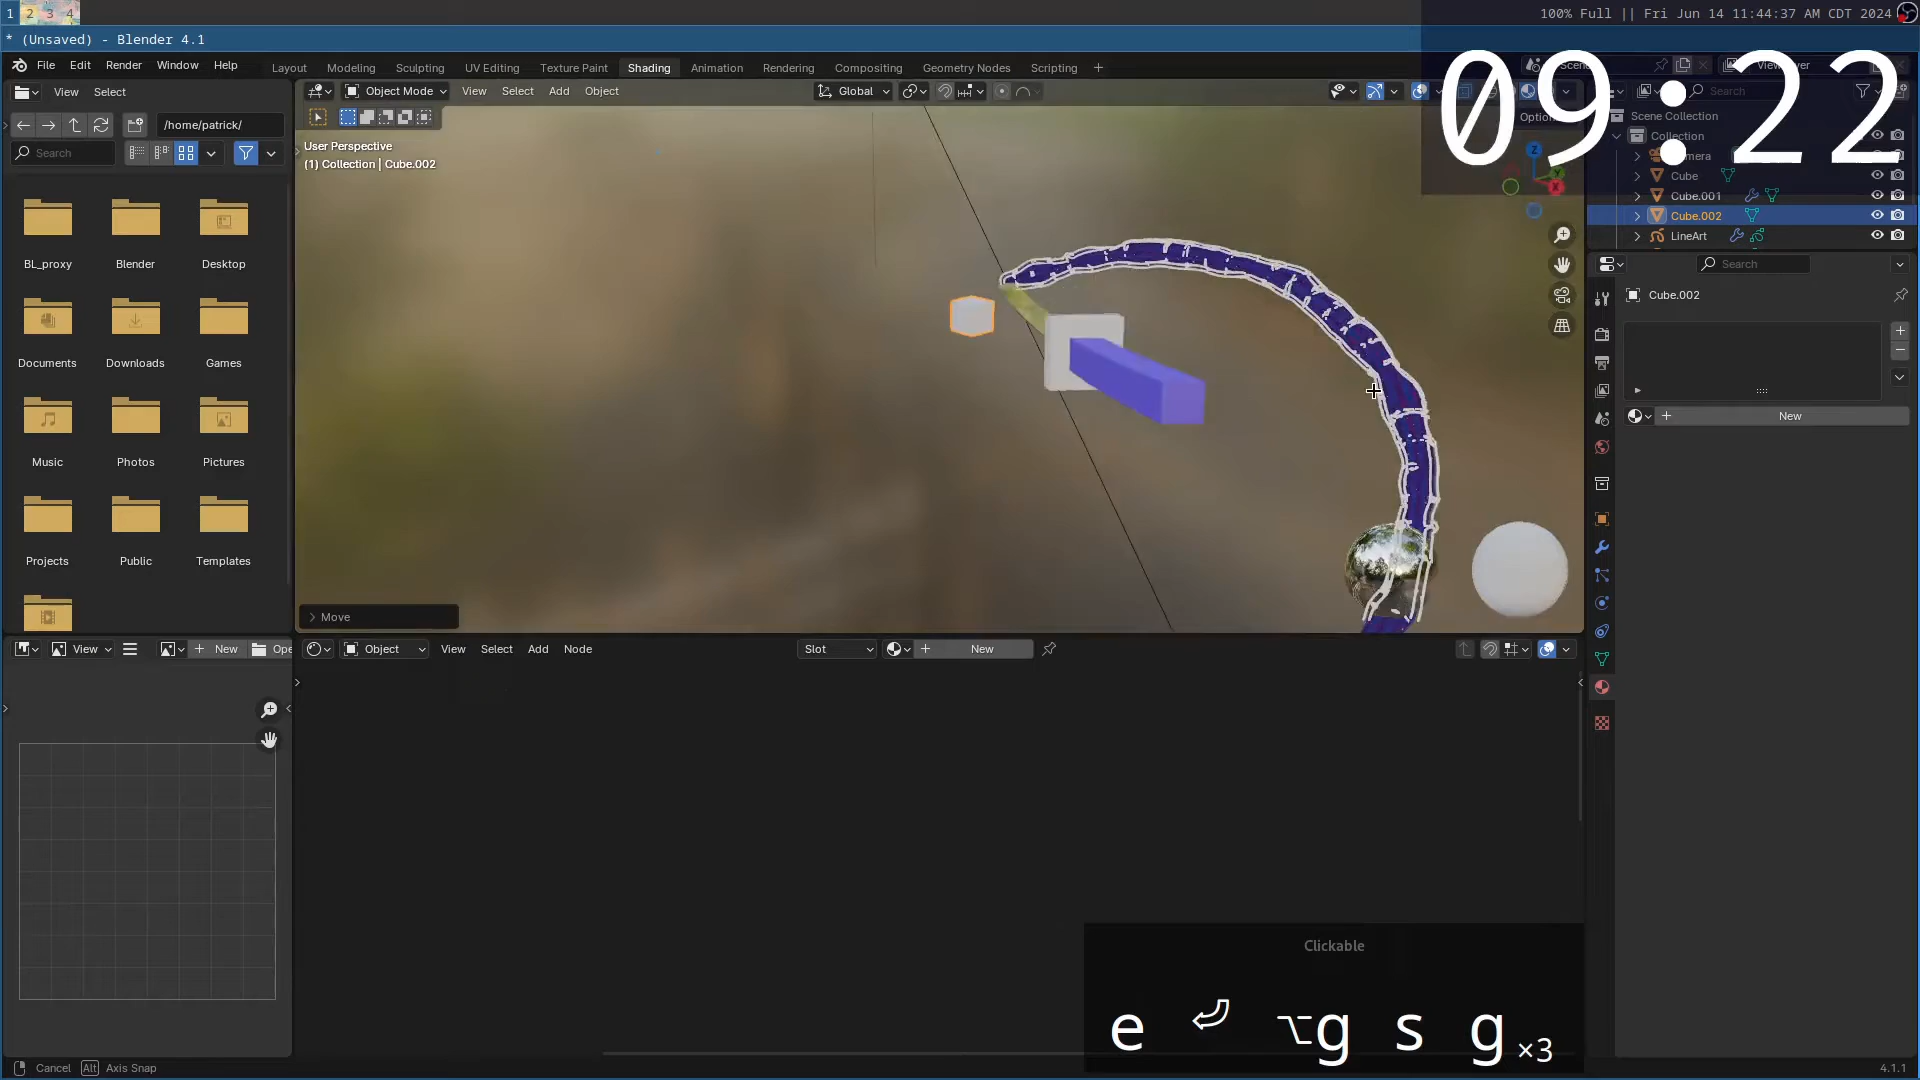 1 2 3 4
100% Full || Fri Jun 14 11:44:37 AM CDT 2024
* (Unsaved) - Blender 4.1
09:22
File Edit Render Window Help
Layout Modeling Sculpting UV Editing Texture Paint Shading Animation Rendering Compositing Geometry Nodes Scripting +
View Select
Object Mode View Select Add Object
Global
Search
/home/patrick/
Search
Options
User Perspective
(1) Collection | Cube.002
Scene Collection
Collection
Camera
Cube
Cube.001
Cube.002
LineArt
Z
Y
X
BL_proxy Blender Desktop
Documents Downloads Games
Music Photos Pictures
Projects Public Templates
Search
Cube.002
New
Move
View New Ope
Object View Select Add Node
Slot New
Clickable
e ⌥g s g ×3
Cancel Alt Axis Snap
4.1.1